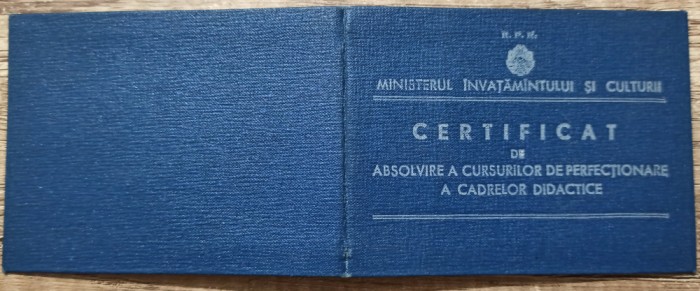 R. P. R.
MINISTERUL ÎNVAȚĂMÎNTULUI ȘI CULTURII
CERTIFICAT
DE
ABSOLVIRE A CURSURILOR DE PERFECȚIONARE
A CADRELOR DIDACTICE